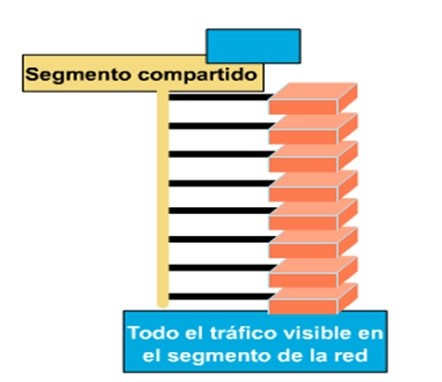 Segmento compartido
Todo el tráfico visible en
el segmento de la red